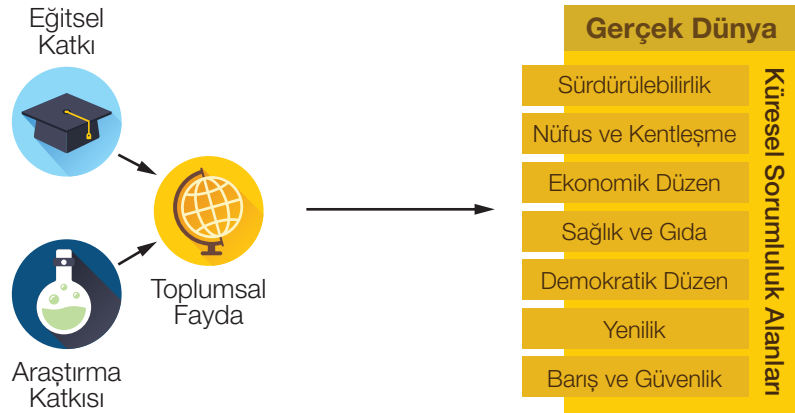 Eğitsel
Katkı
Araştırma
Katkısı
Toplumsal
Fayda
Gerçek Dünya
Sürdürülebilirlik
Nüfus ve Kentleşme
Ekonomik Düzen
Sağlık ve Gıda
Demokratik Düzen
Yenilik
Barış ve Güvenlik
Küresel Sorumluluk Alanları